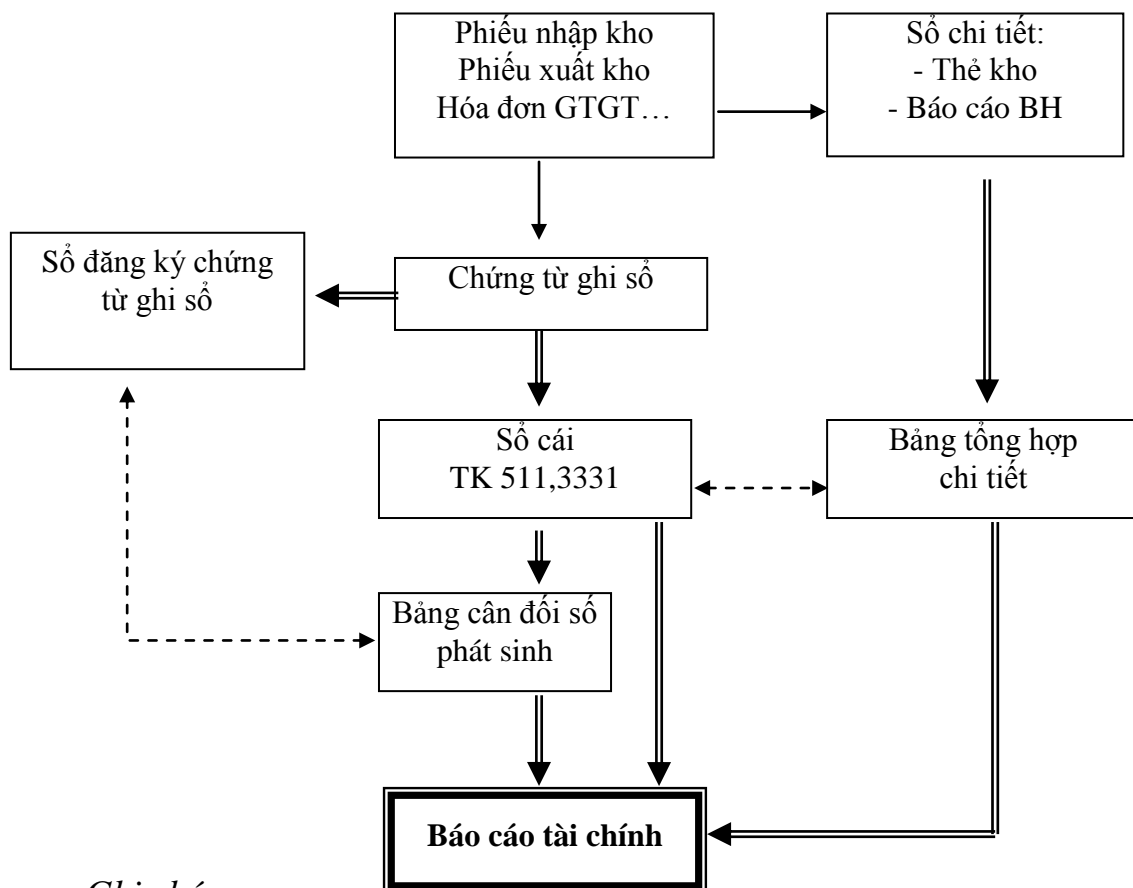 Phiếu nhập kho
Phiếu xuất kho
Hóa đơn GTGT…
Sổ chi tiết:
- Thẻ kho
- Báo cáo BH
Sổ đăng ký chứng
từ ghi sổ
Chứng từ ghi sổ
Sổ cái
TK 511,3331
Bảng tổng hợp
chi tiết
Bảng cân đối số
phát sinh
Báo cáo tài chính